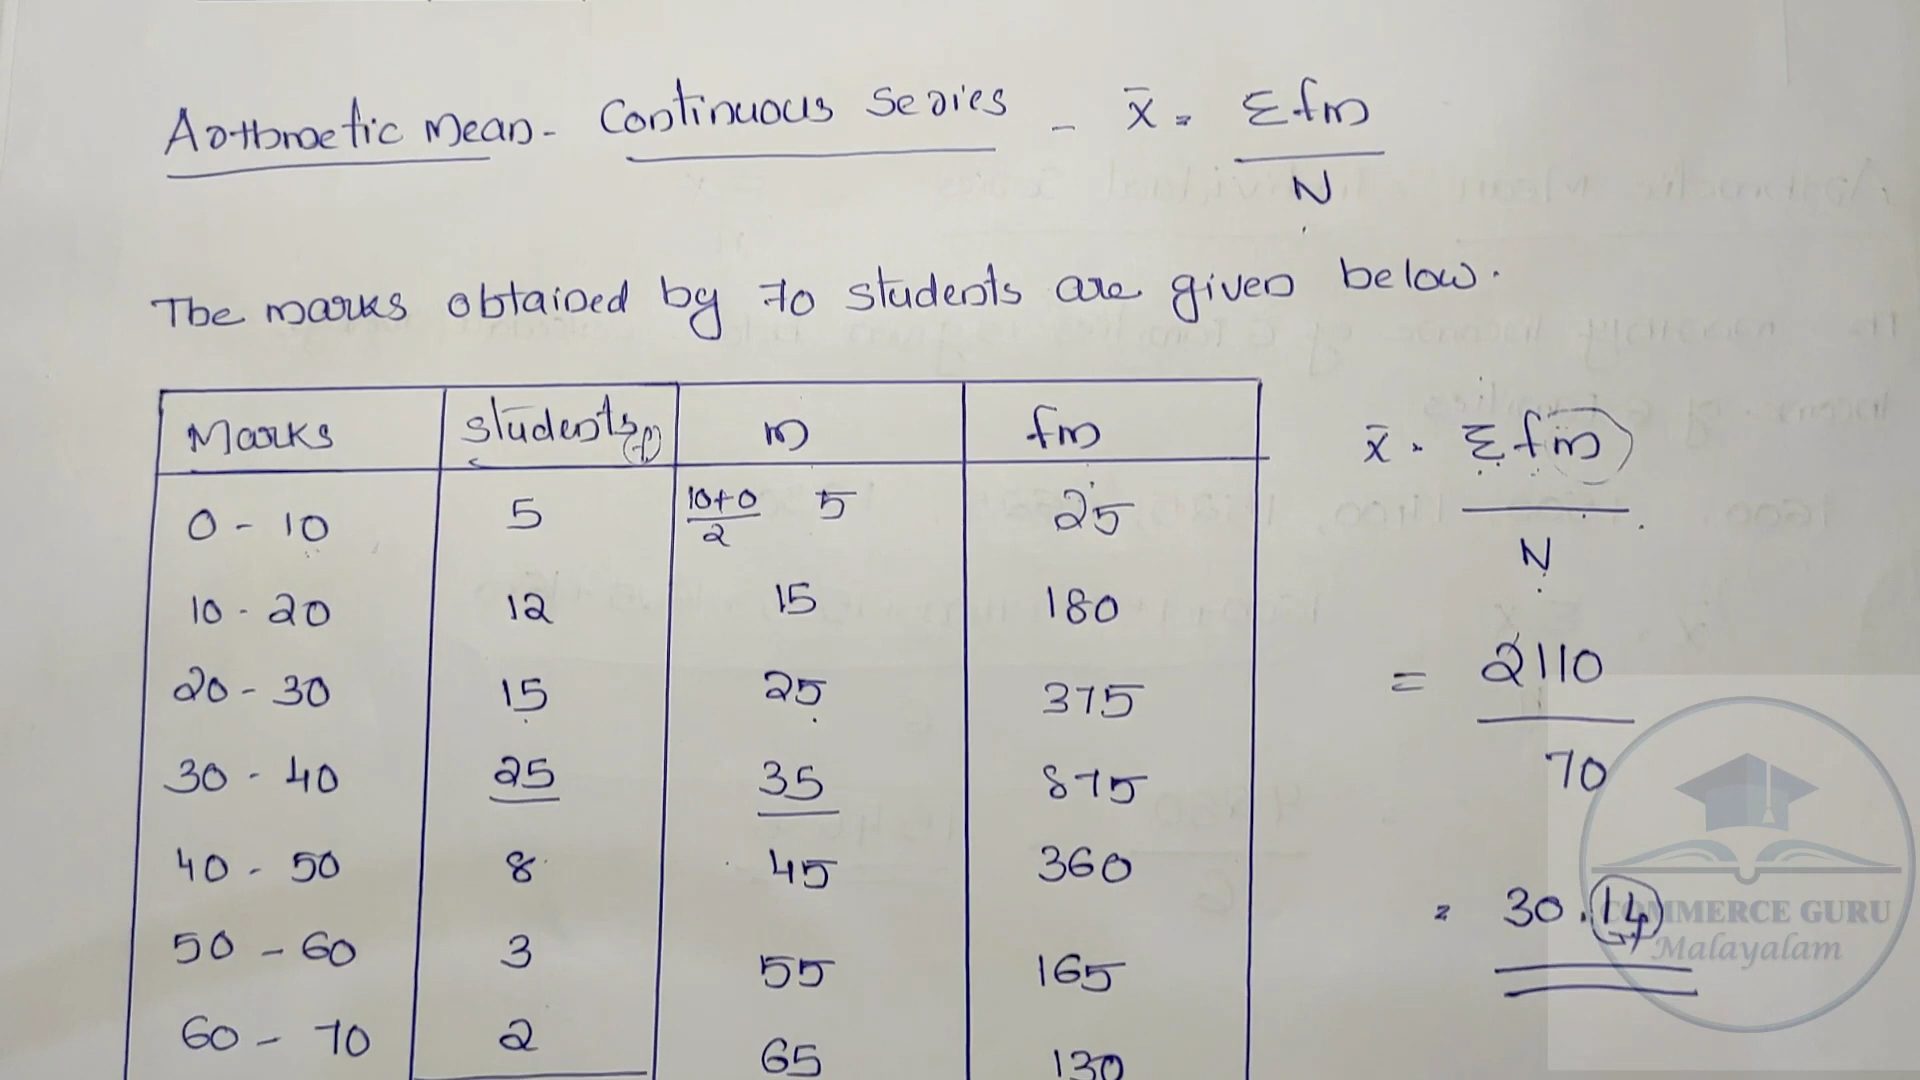 Arithmetic Mean - Continuous Series - x̄ = Σfm / N
The marks obtained by 70 students are given below.
Marks students (f) m fm
0 - 10 5 10+0/2 5 25
10 - 20 12 15 180
20 - 30 15 25 375
30 - 40 25 35 875
40 - 50 8 45 360
50 - 60 3 55 165
60 - 70 2 65 130
x̄ = Σfm / N
= 2110 / 70
= 30.14
COMMERCE GURU
Malayalam